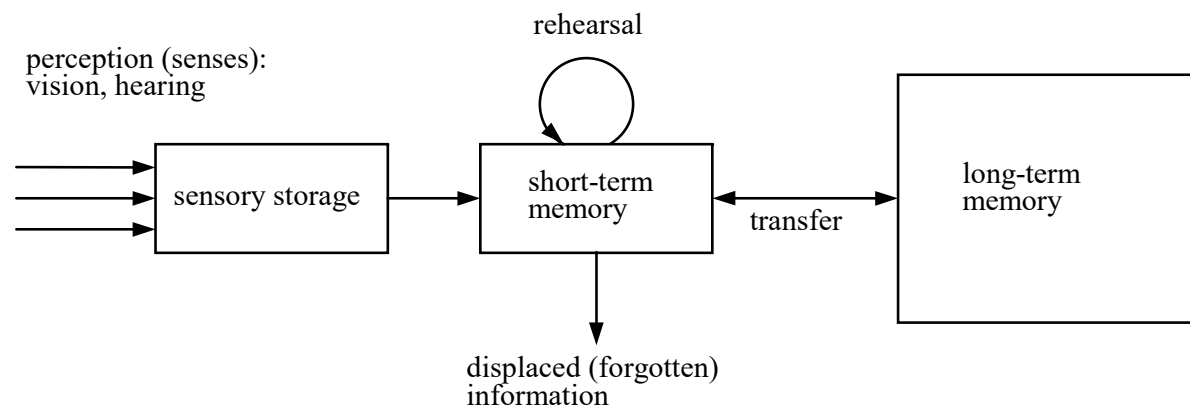 rehearsal
perception (senses):
vision, hearing
sensory storage
short-term
memory
transfer
long-term
memory
displaced (forgotten)
information